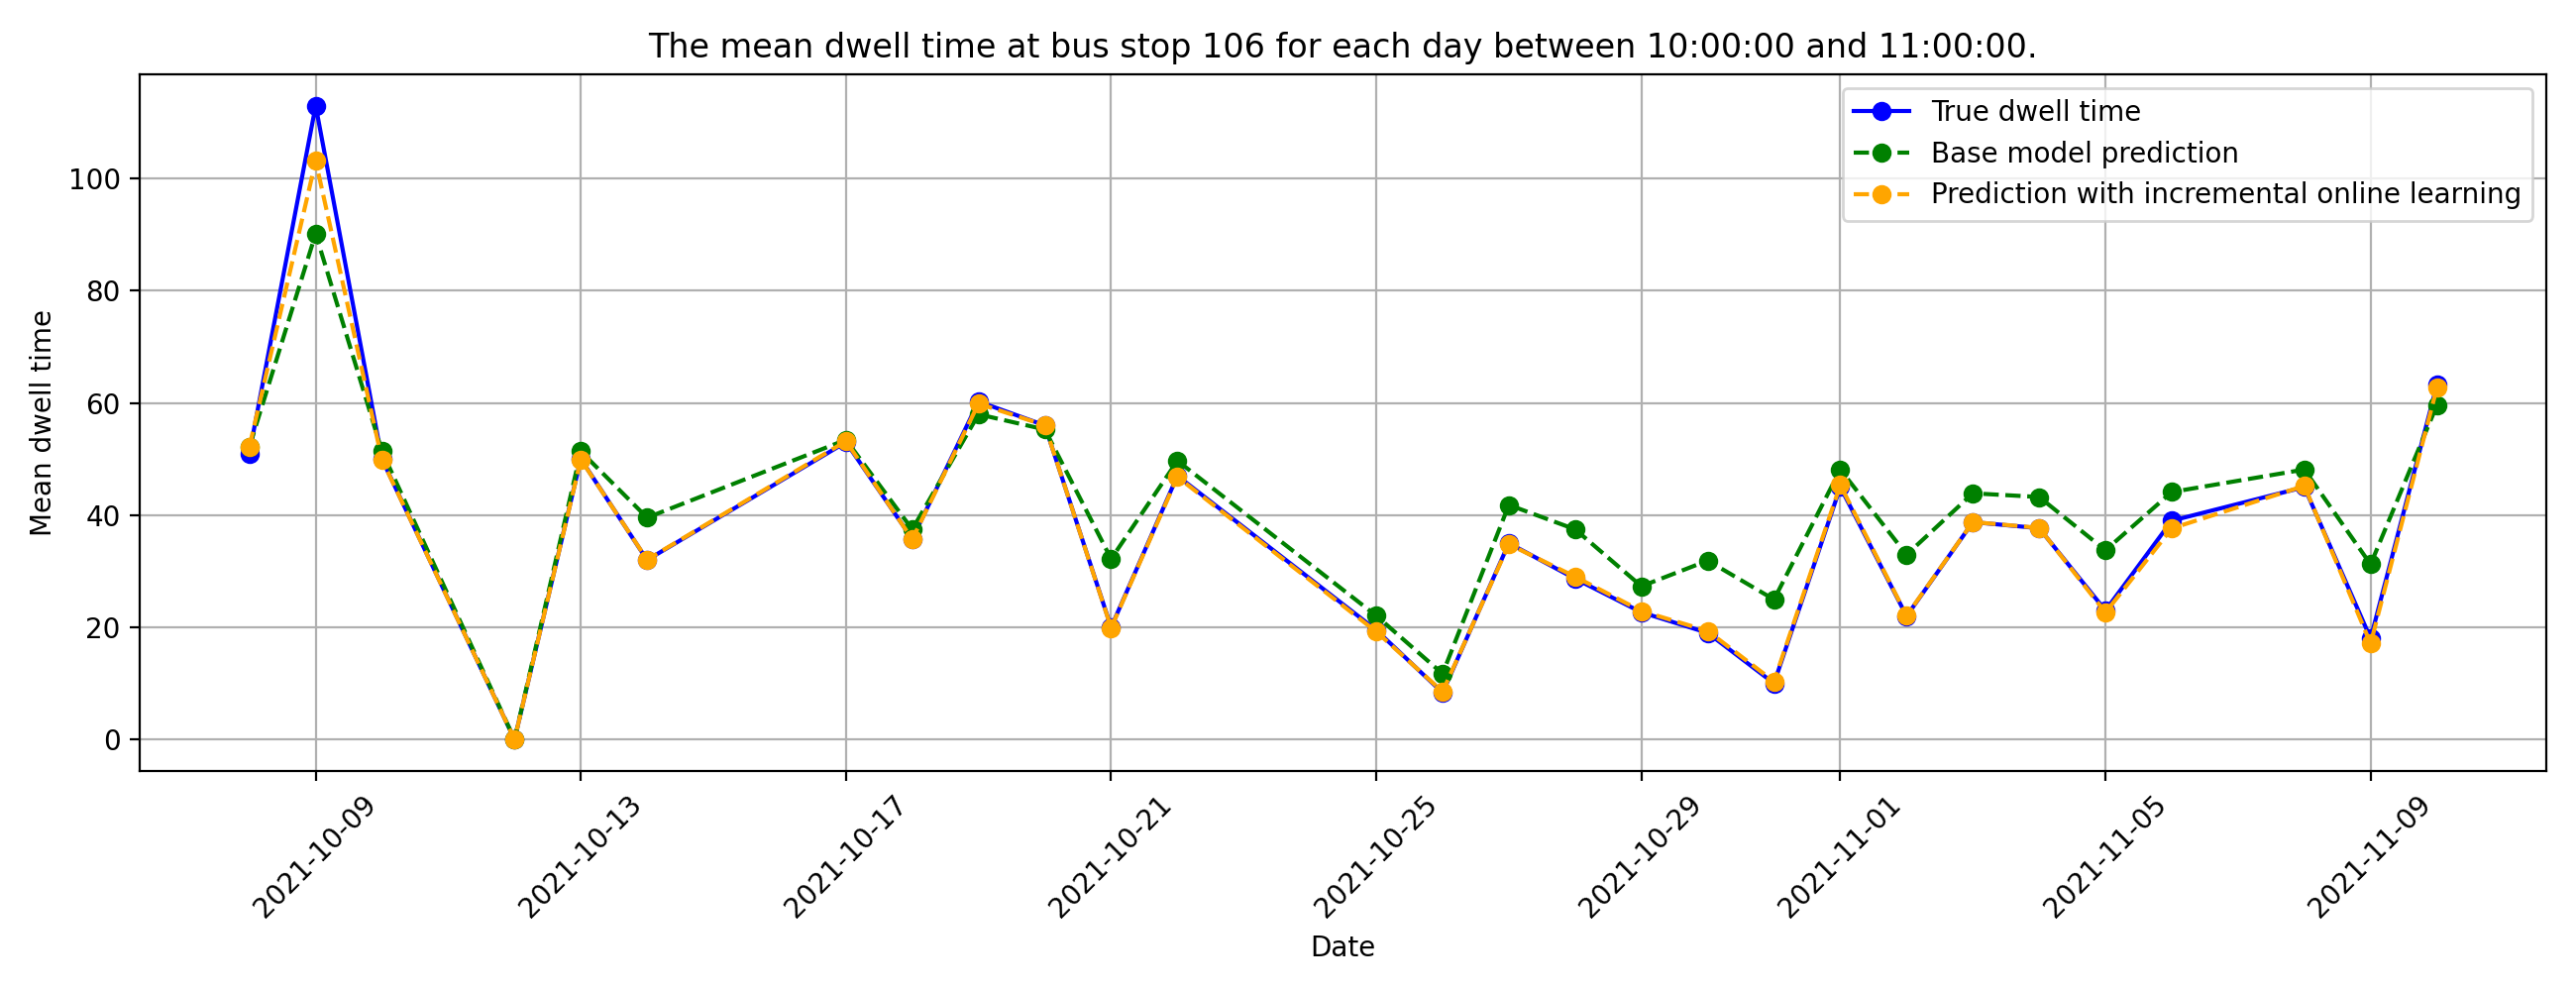 The mean dwell time at bus stop 106 for each day between 10:00:00 and 11:00:00.
True dwell time
Base model prediction
Prediction with incremental online learning
Mean dwell time
100
80
60
40
20
0
2021-10-09
2021-10-13
2021-10-17
2021-10-21
2021-10-25
2021-10-29
2021-11-01
2021-11-05
2021-11-09
Date